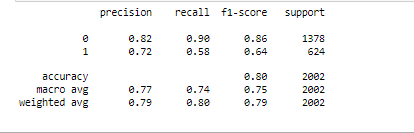 precision recall f1-score support
0 0.82 0.90 0.86 1378
1 0.72 0.58 0.64 624
accuracy 0.80 2002
macro avg 0.77 0.74 0.75 2002
weighted avg 0.79 0.80 0.79 2002